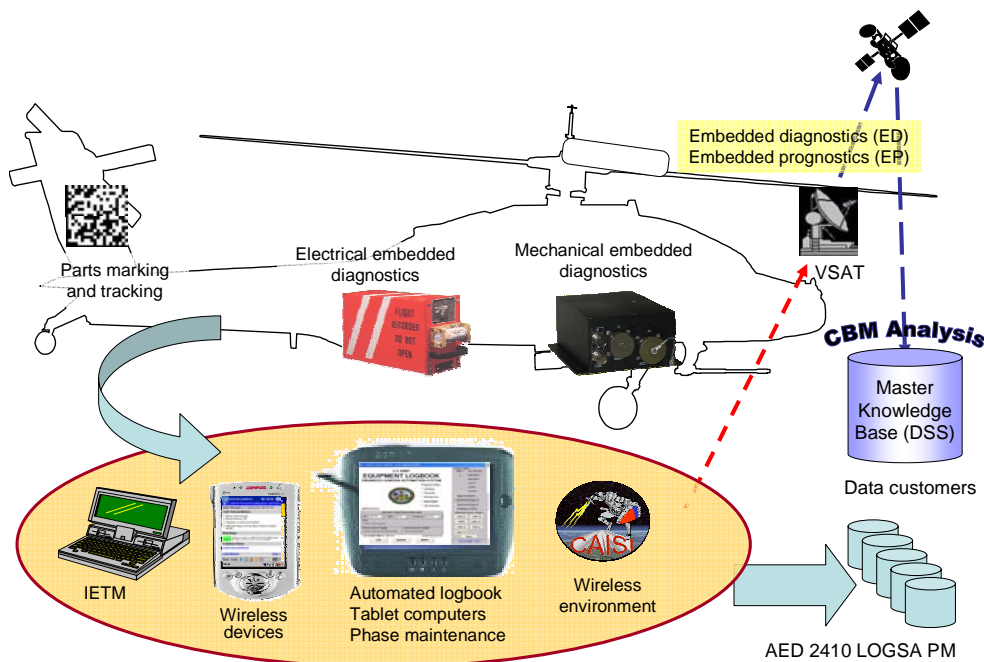 Embedded diagnostics (ED)
Embedded prognostics (EP)
Parts marking
and tracking
Electrical embedded
diagnostics
Mechanical embedded
diagnostics
VSAT
FLIGHT
RECORDER
DO NOT
OPEN
CBM Analysis
Master
Knowledge
Base (DSS)
Data customers
U.S. ARMY
EQUIPMENT LOGBOOK
CAISI
IETM
Wireless
devices
Automated logbook
Tablet computers
Phase maintenance
Wireless
environment
AED 2410 LOGSA PM